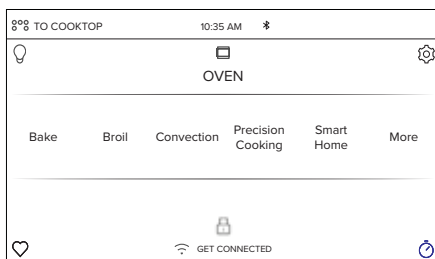 TO COOKTOP
10:35 AM
OVEN
Bake
Broil
Convection
Precision
Cooking
Smart
Home
More
GET CONNECTED